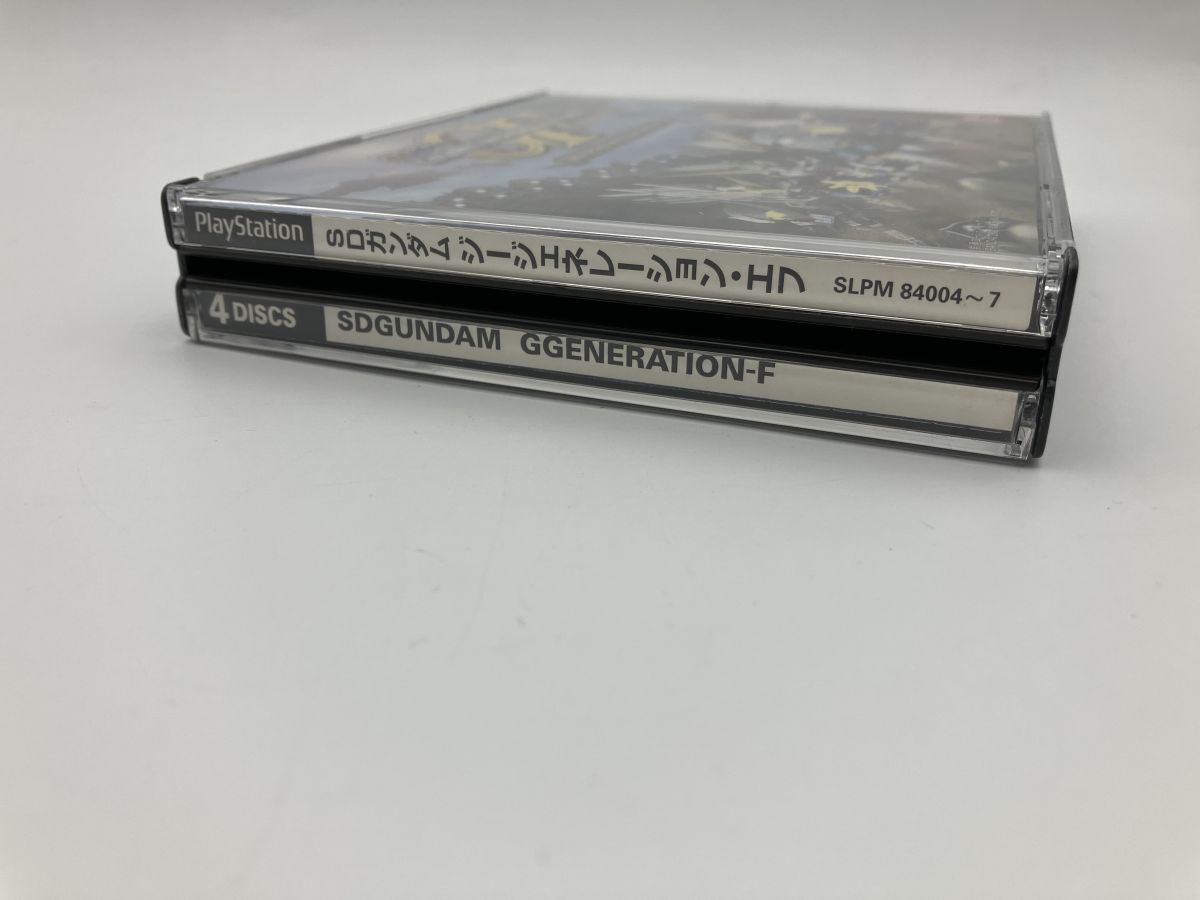 PlayStation SDガンダム ジージェネレーション・エフ SLPM 84004~7
4 DISCS SDGUNDAM GGENERATION-F